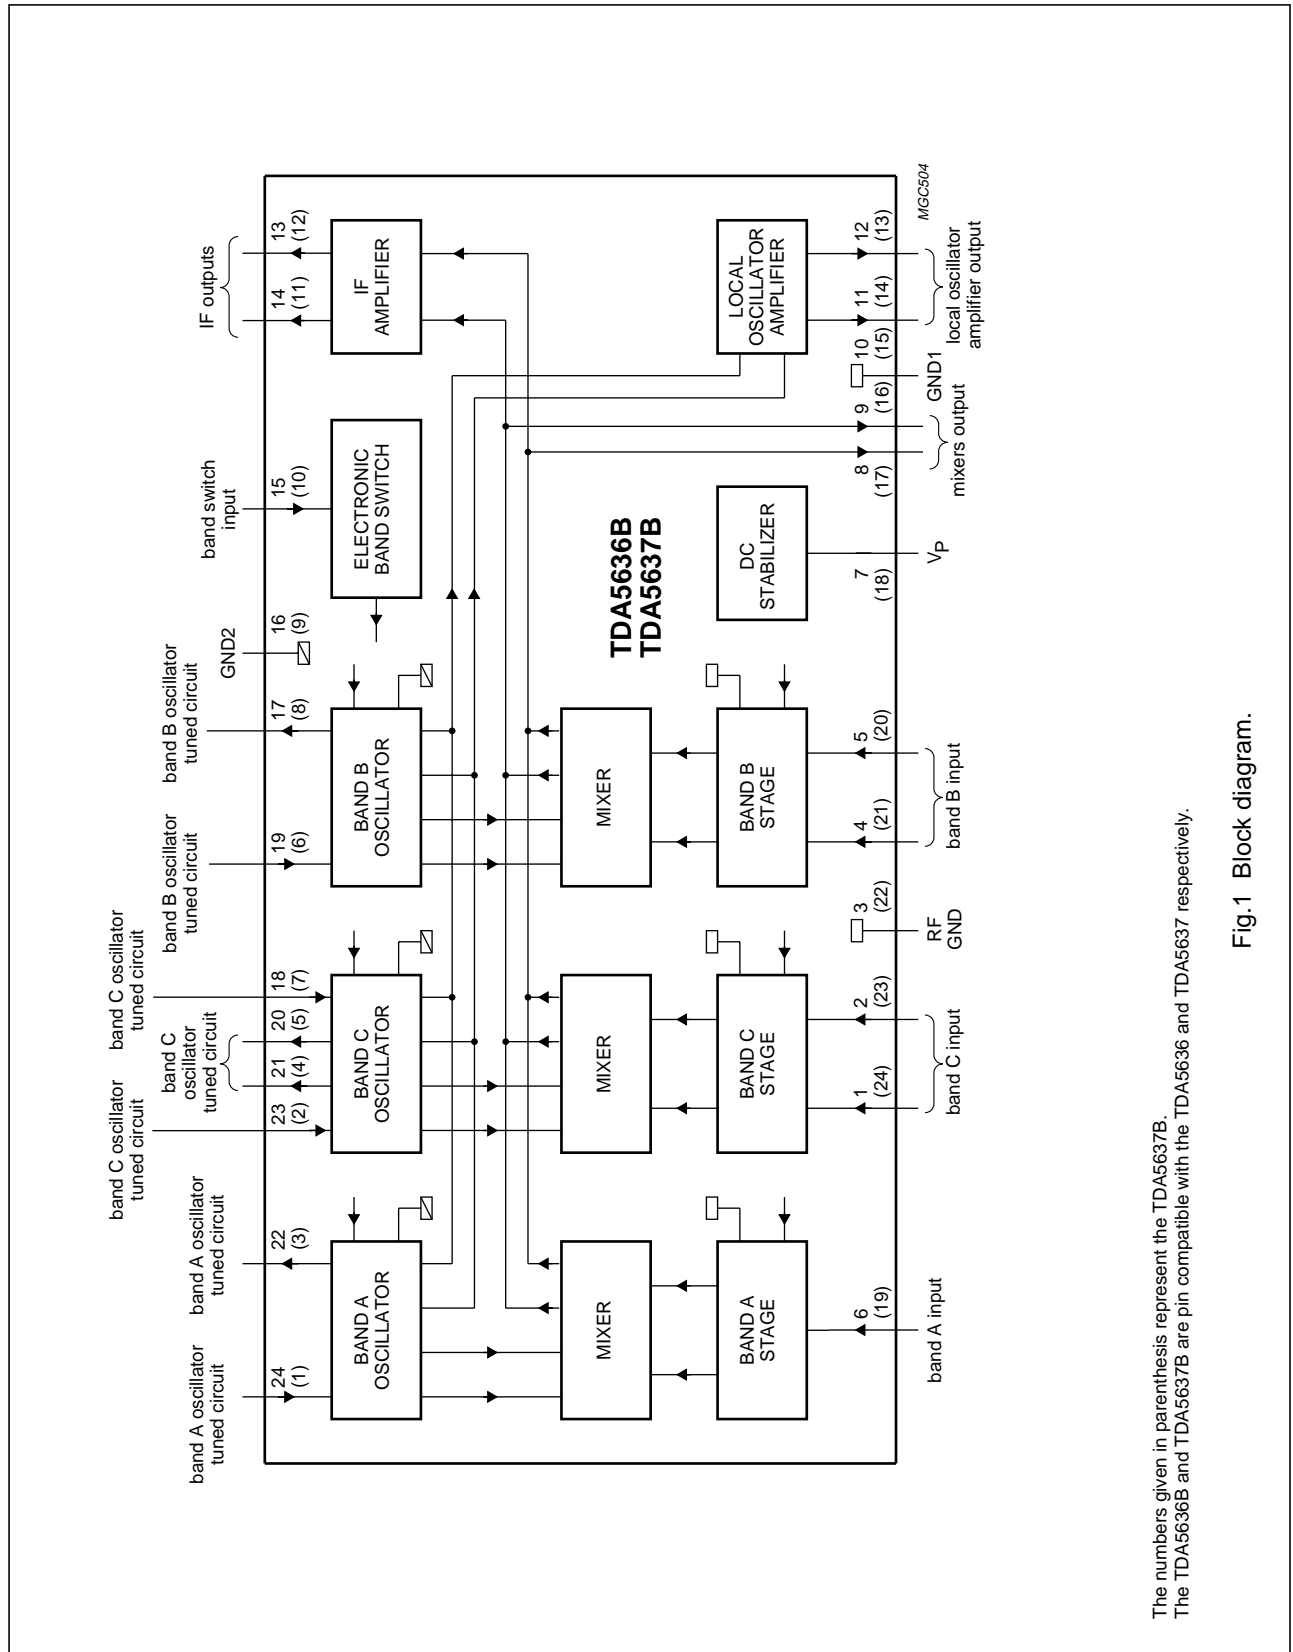 band A oscillator
tuned circuit
band A oscillator
tuned circuit
band C oscillator
tuned circuit
band C
oscillator
tuned circuit
band C oscillator
tuned circuit
band B oscillator
tuned circuit
band B oscillator
tuned circuit
GND2
band switch
input
IF outputs
24
(1)
22
(3)
23
(2)
21
(4)
20
(5)
18
(7)
19
(6)
17
(8)
16
(9)
15
(10)
14
(11)
13
(12)
BAND A
OSCILLATOR
BAND C
OSCILLATOR
BAND B
OSCILLATOR
ELECTRONIC
BAND SWITCH
IF
AMPLIFIER
MIXER
MIXER
MIXER
TDA5636B
TDA5637B
BAND A
STAGE
BAND C
STAGE
BAND B
STAGE
DC
STABILIZER
LOCAL
OSCILLATOR
AMPLIFIER
6
(19)
1
(24)
2
(23)
3
(22)
4
(21)
5
(20)
7
(18)
8
(17)
9
(16)
10
(15)
11
(14)
12
(13)
band A input
band C input
RF
GND
band B input
VP
mixers output
GND1
local oscillator
amplifier output
MGC504
The numbers given in parenthesis represent the TDA5637B.
The TDA5636B and TDA5637B are pin compatible with the TDA5636 and TDA5637 respectively.
Fig.1 Block diagram.